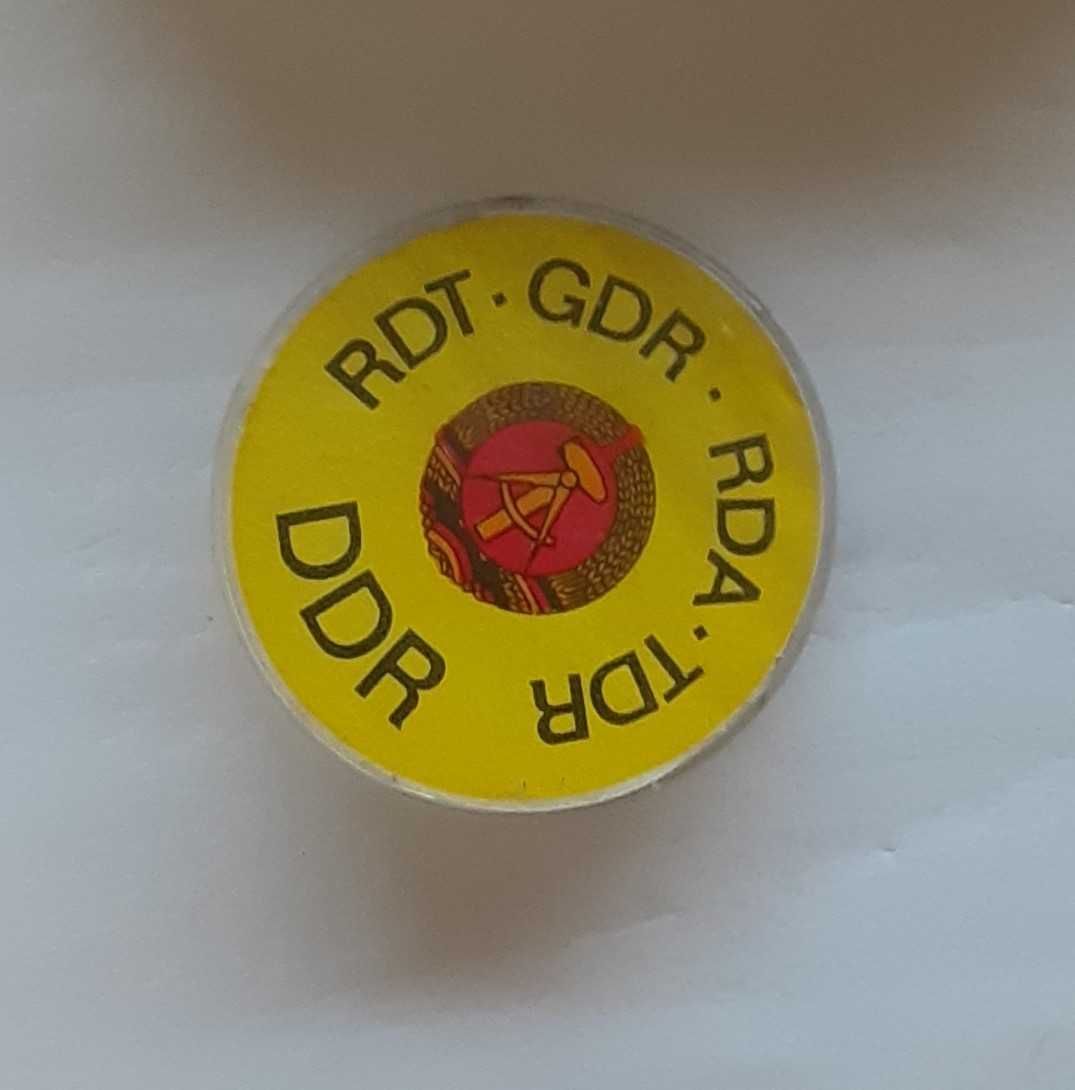 RDT · GDR · RDA · TDR
DDR